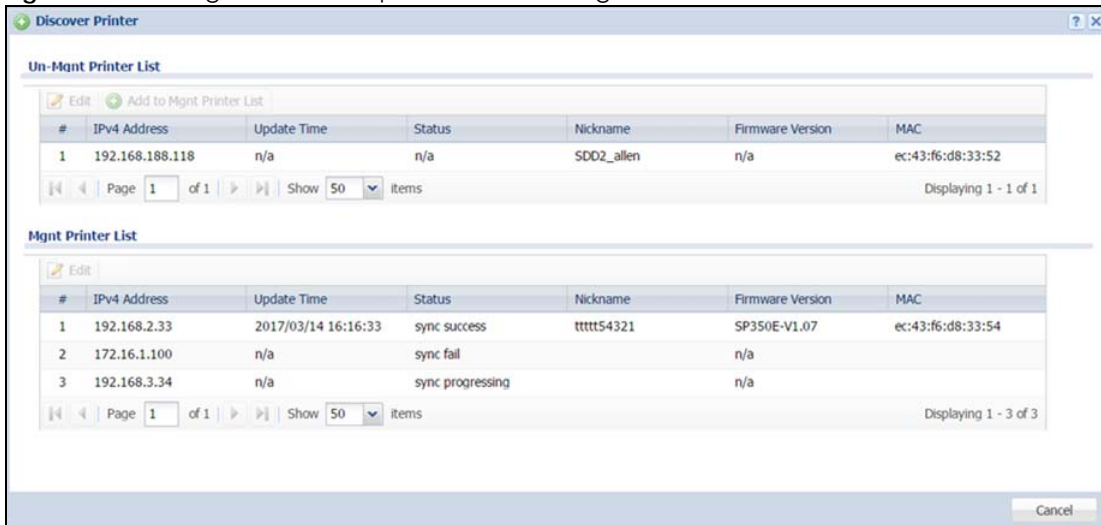 Discover Printer
Un-Mgnt Printer List
Edit Add to Mgnt Printer List
# IPv4 Address Update Time Status Nickname Firmware Version MAC
1 192.168.188.118 n/a n/a SDD2_allen n/a ec:43:f6:d8:33:52
Page 1 of 1 Show 50 items Displaying 1 - 1 of 1
Mgnt Printer List
Edit
# IPv4 Address Update Time Status Nickname Firmware Version MAC
1 192.168.2.33 2017/03/14 16:16:33 sync success ttttt54321 SP350E-V1.07 ec:43:f6:d8:33:54
2 172.16.1.100 n/a sync fail n/a
3 192.168.3.34 n/a sync progressing n/a
Page 1 of 1 Show 50 items Displaying 1 - 3 of 3
Cancel